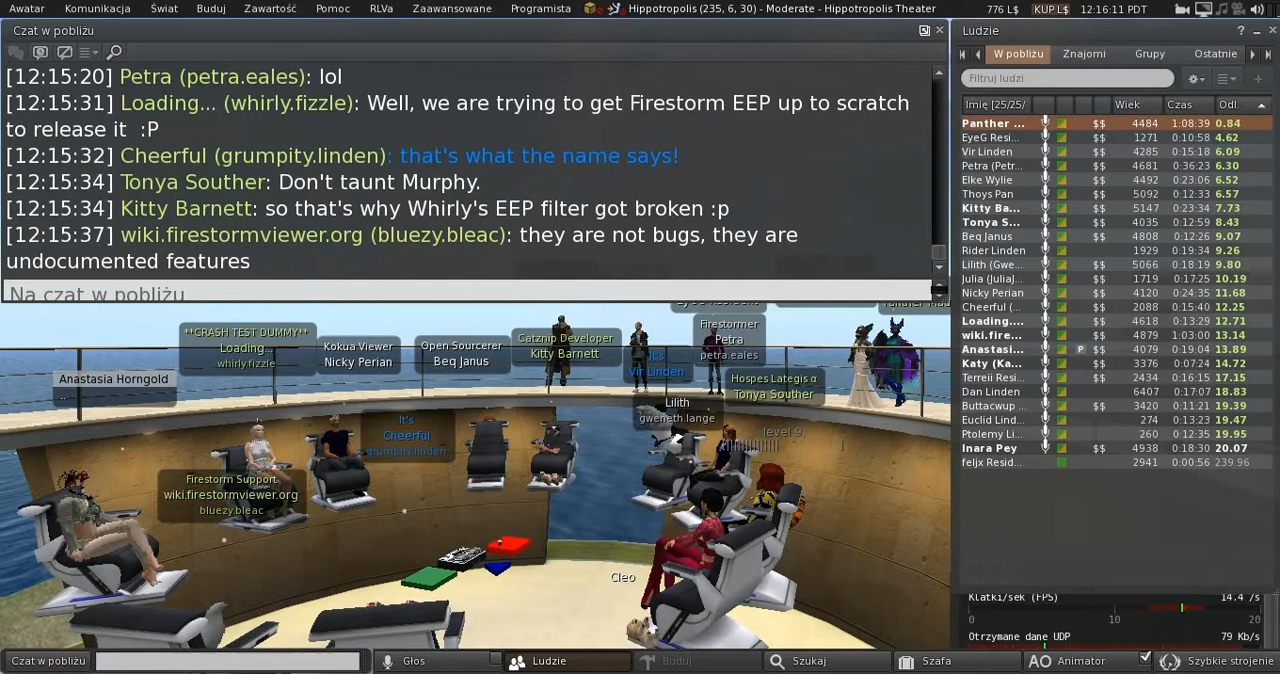 Awatar Komunikacja Świat Buduj Zawartość Pomoc RLVa Zaawansowane Programista Hippotropolis (235, 6, 30) - Moderate - Hippotropolis Theater 776 L$ KUP L$ 12:16:11 PDT
Czat w pobliżu
[12:15:20] Petra (petra.eales): lol
[12:15:31] Loading... (whirly.fizzle): Well, we are trying to get Firestorm EEP up to scratch
to release it :P
[12:15:32] Cheerful (grumpity.linden): that's what the name says!
[12:15:34] Tonya Souther: Don't taunt Murphy.
[12:15:34] Kitty Barnett: so that's why Whirly's EEP filter got broken :p
[12:15:37] wiki.firestormviewer.org (bluezy.bleac): they are not bugs, they are
undocumented features
Na czat w pobliżu
**CRASH TEST DUMMY**
Loading...
whirly.fizzle
Kokua Viewer
Nicky Perian
Open Sourcerer
Beq Janus
Catznip Developer
Kitty Barnett
It's
Vir Linden
Firestormer
Petra
petra.eales
Hospes Lategis α
Tonya Souther
Anastasia Horngold
Lilith
gweneth.lange
It's
Cheerful
grumpity.linden
level 9
Firestorm Support
wiki.firestormviewer.org
bluezy.bleac
Cleo
Ludzie
W pobliżu Znajomi Grupy Ostatnie
Filtruj ludzi
Imię [25/25/ Wiek Czas Odl.
Panther ... $$ 4484 1:08:39 0.84
EyeG Resi... $$ 1271 0:10:58 4.62
Vir Linden 4285 0:15:18 6.09
Petra (Petr... $$ 4681 0:36:23 6.30
Elke Wylie $$ 4492 0:23:06 6.52
Thoys Pan $$ 5092 0:12:33 6.57
Kitty Ba... $$ 5147 0:23:34 7.73
Tonya S... $$ 4035 0:12:59 8.43
Beq Janus $$ 4808 0:12:26 9.07
Rider Linden 1929 0:19:34 9.26
Lilith (Gwe... $$ 5066 0:18:19 9.80
Julia (JuliaJ... $$ 1719 0:17:25 10.19
Nicky Perian $$ 4120 0:24:35 11.68
Cheerful (... $$ 2088 0:15:40 12.25
Loading.... $$ 4618 0:13:29 12.71
wiki.fire... $$ 4879 1:03:00 13.14
Anastasi... P $$ 4079 0:19:04 13.89
Katy (Ka... $$ 3376 0:07:24 14.72
Terreii Resi... $$ 2434 0:16:15 17.15
Dan Linden 6407 0:17:07 18.83
Buttacwup ... $$ 3420 0:11:21 19.39
Euclid Lind... 274 0:13:23 19.47
Ptolemy Li... 260 0:12:35 19.95
Inara Pey $$ 4938 0:18:30 20.07
feljx Resid... 2941 0:00:56 239.96
Klatki/sek (FPS) 14.4 /s
0 10 20
Otrzymane dane UDP 79 Kb/s
Czat w pobliżu Głos Ludzie Buduj Szukaj Szafa AO Animator Szybkie strojenie